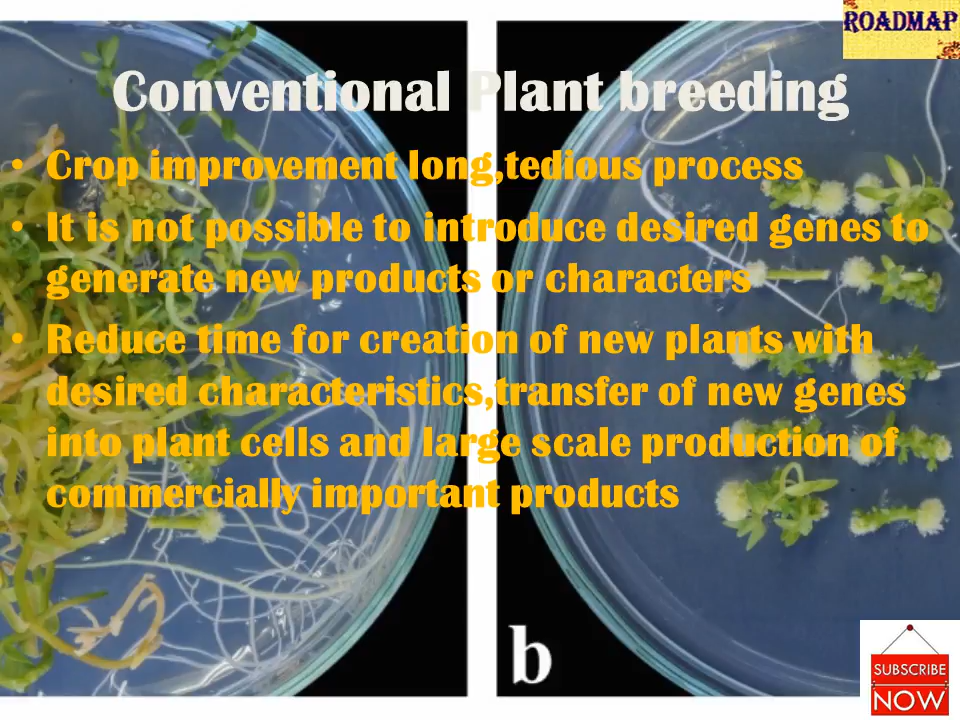 ROADMAP
Conventional Plant breeding
• Crop improvement long,tedious process
• It is not possible to introduce desired genes to
generate new products or characters
• Reduce time for creation of new plants with
desired characteristics,transfer of new genes
into plant cells and large scale production of
commercially important products
b
SUBSCRIBE
NOW